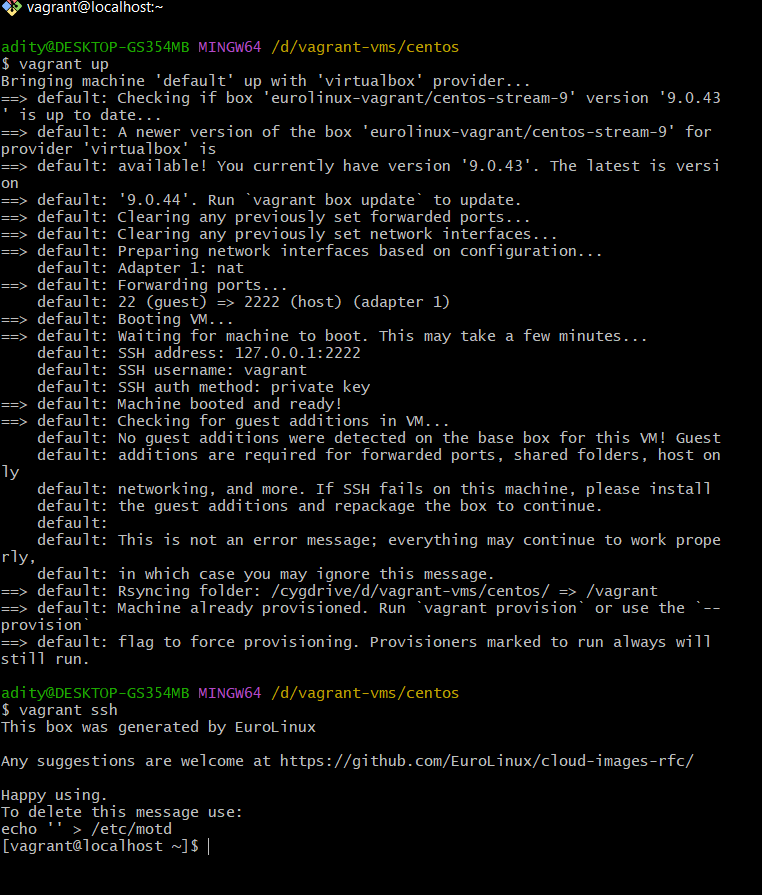 vagrant@localhost:~
adity@DESKTOP-GS354MB MINGW64 /d/vagrant-vms/centos
$ vagrant up
Bringing machine 'default' up with 'virtualbox' provider...
==> default: Checking if box 'eurolinux-vagrant/centos-stream-9' version '9.0.43
' is up to date...
==> default: A newer version of the box 'eurolinux-vagrant/centos-stream-9' for
provider 'virtualbox' is
==> default: available! You currently have version '9.0.43'. The latest is versi
on
==> default: '9.0.44'. Run `vagrant box update` to update.
==> default: Clearing any previously set forwarded ports...
==> default: Clearing any previously set network interfaces...
==> default: Preparing network interfaces based on configuration...
    default: Adapter 1: nat
==> default: Forwarding ports...
    default: 22 (guest) => 2222 (host) (adapter 1)
==> default: Booting VM...
==> default: Waiting for machine to boot. This may take a few minutes...
    default: SSH address: 127.0.0.1:2222
    default: SSH username: vagrant
    default: SSH auth method: private key
==> default: Machine booted and ready!
==> default: Checking for guest additions in VM...
    default: No guest additions were detected on the base box for this VM! Guest
    default: additions are required for forwarded ports, shared folders, host on
ly
    default: networking, and more. If SSH fails on this machine, please install
    default: the guest additions and repackage the box to continue.
    default:
    default: This is not an error message; everything may continue to work prope
rly,
    default: in which case you may ignore this message.
==> default: Rsyncing folder: /cygdrive/d/vagrant-vms/centos/ => /vagrant
==> default: Machine already provisioned. Run `vagrant provision` or use the `--
provision`
==> default: flag to force provisioning. Provisioners marked to run always will
still run.
adity@DESKTOP-GS354MB MINGW64 /d/vagrant-vms/centos
$ vagrant ssh
This box was generated by EuroLinux
Any suggestions are welcome at https://github.com/EuroLinux/cloud-images-rfc/
Happy using.
To delete this message use:
echo '' > /etc/motd
[vagrant@localhost ~]$